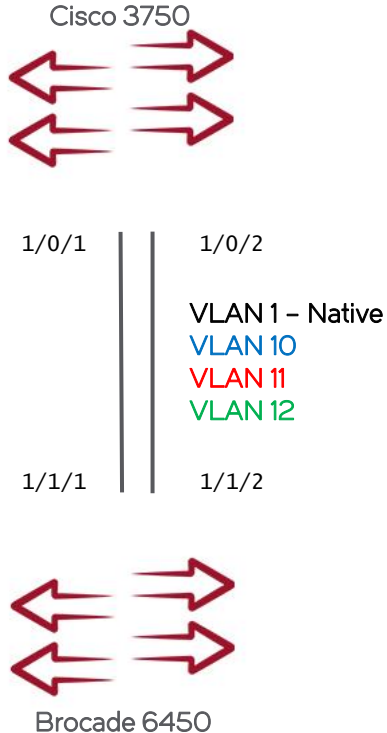 Cisco 3750
1/0/1 1/0/2
VLAN 1 – Native
VLAN 10
VLAN 11
VLAN 12
1/1/1 1/1/2
Brocade 6450